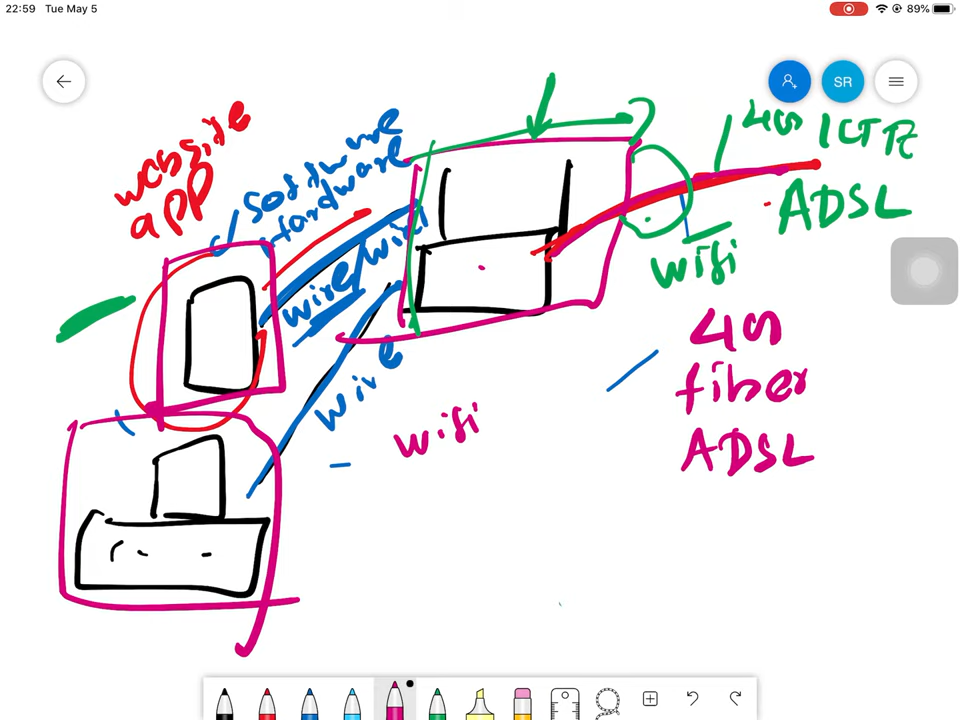 22:59 Tue May 5
89%
SR
website
app
Software
Hardware
wire/wifi
wire
wifi
4G LTE
ADSL
wifi
4G
fiber
ADSL